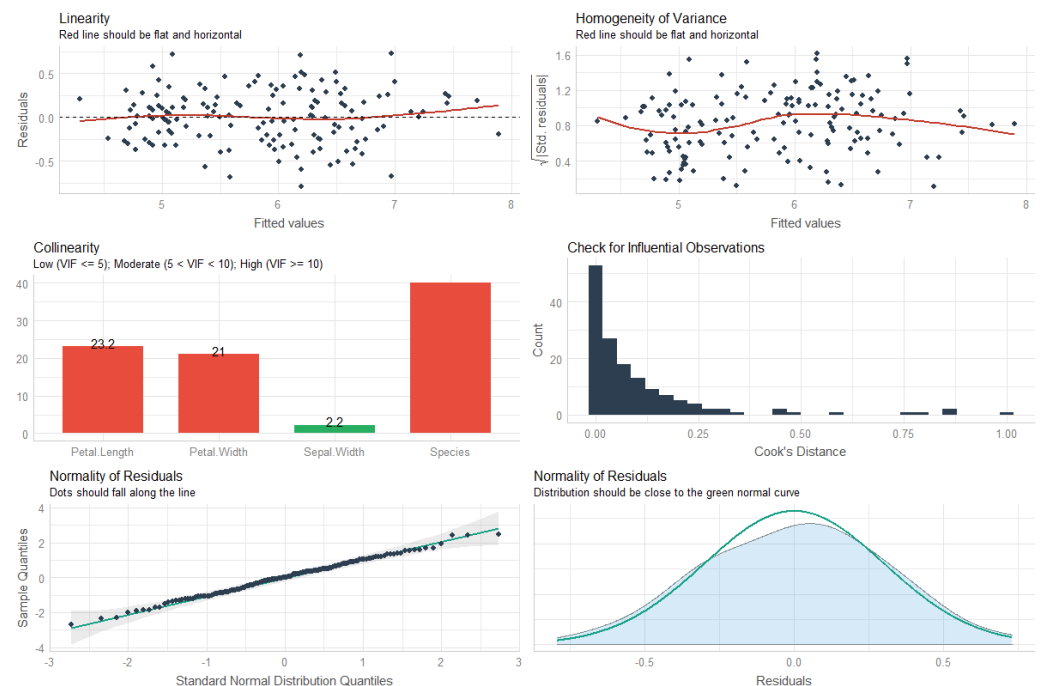 Linearity
Red line should be flat and horizontal
0.5
0.0
-0.5
Residuals
5
6
7
8
Fitted values
Homogeneity of Variance
Red line should be flat and horizontal
1.6
1.2
0.8
0.4
√|Std. residuals|
5
6
7
8
Fitted values
Collinearity
Low (VIF <= 5); Moderate (5 < VIF < 10); High (VIF >= 10)
40
30
20
10
0
23.2
21
2.2
Petal.Length
Petal.Width
Sepal.Width
Species
Check for Influential Observations
40
20
0
Count
0.00
0.25
0.50
0.75
1.00
Cook's Distance
Normality of Residuals
Dots should fall along the line
4
2
0
-2
-4
Sample Quantiles
-3
-2
-1
0
1
2
3
Standard Normal Distribution Quantiles
Normality of Residuals
Distribution should be close to the green normal curve
-0.5
0.0
0.5
Residuals